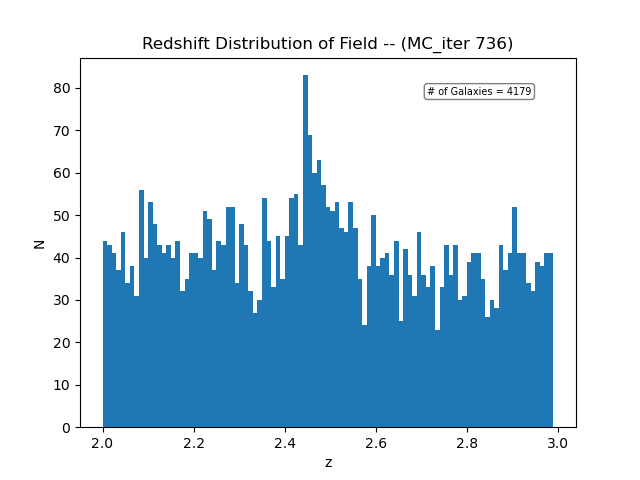 Redshift Distribution of Field -- (MC_iter 736)
# of Galaxies = 4179
N
80
70
60
50
40
30
20
10
0
2.0 2.2 2.4 2.6 2.8 3.0
z